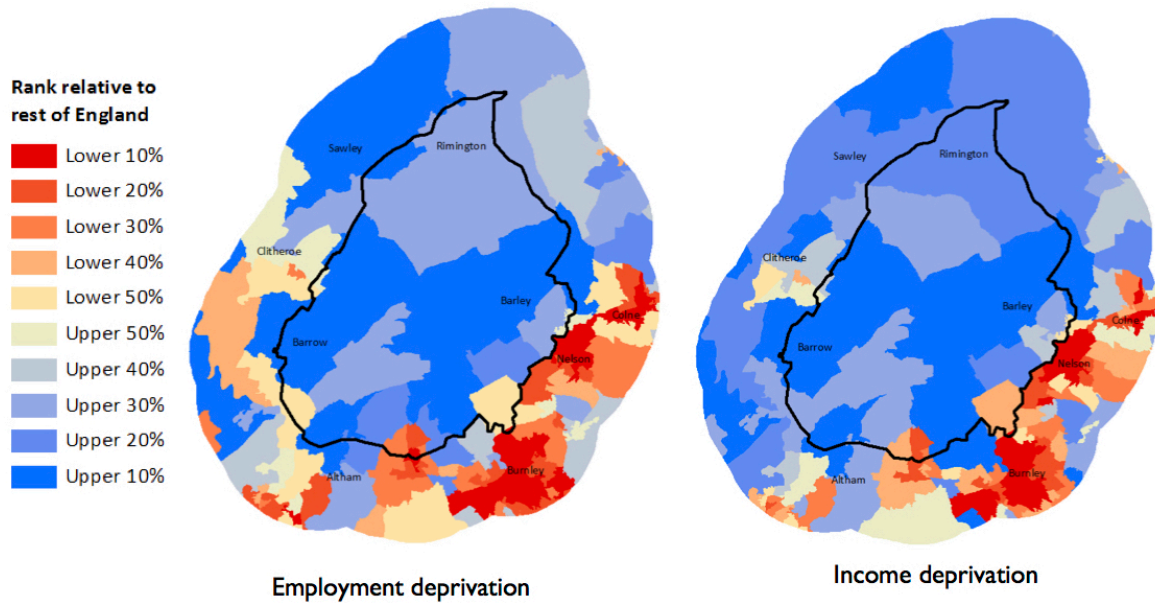 Rank relative to
rest of England
Lower 10%
Lower 20%
Lower 30%
Lower 40%
Lower 50%
Upper 50%
Upper 40%
Upper 30%
Upper 20%
Upper 10%
Sawley
Rimington
Clitheroe
Barley
Colne
Barrow
Nelson
Burnley
Altham
Employment deprivation
Sawley
Rimington
Clitheroe
Barley
Colne
Barrow
Nelson
Burnley
Altham
Income deprivation